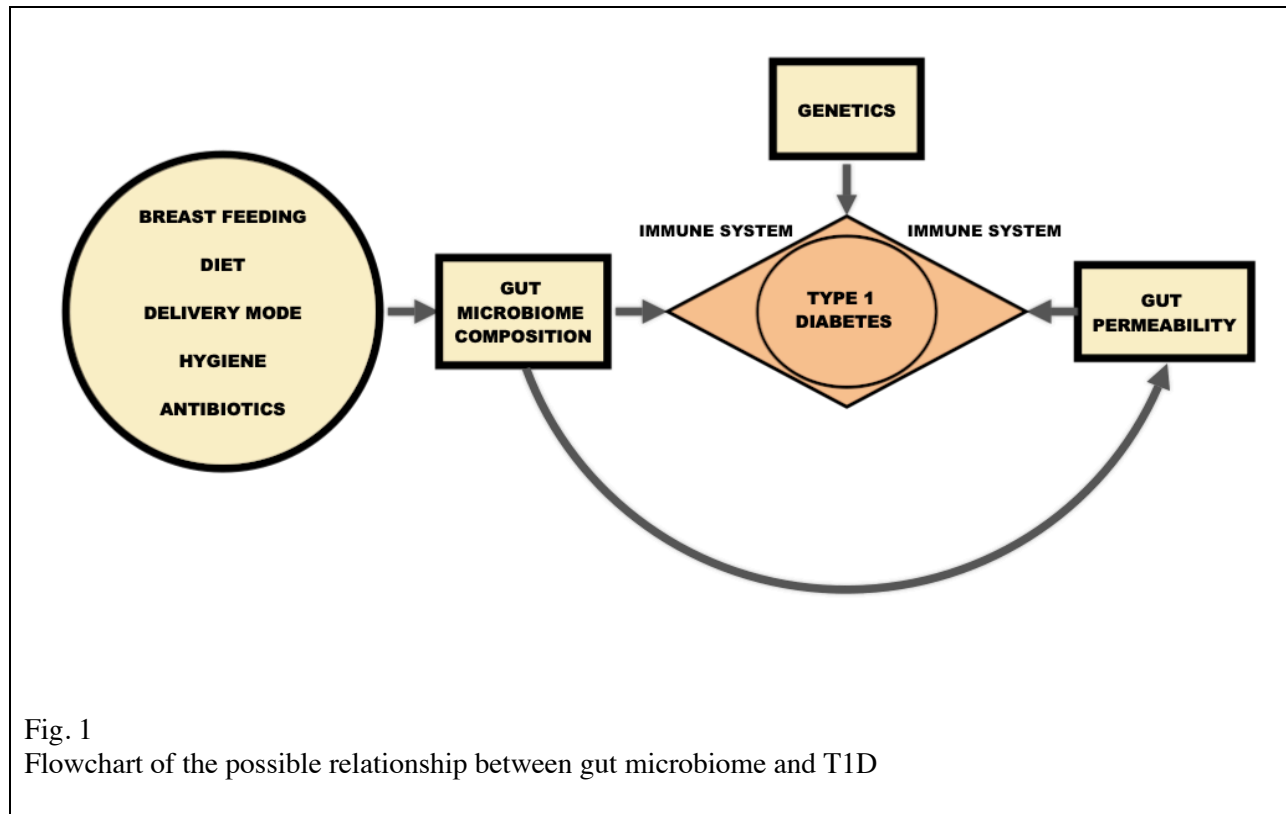 GENETICS
BREAST FEEDING
DIET
DELIVERY MODE
HYGIENE
ANTIBIOTICS
GUT
MICROBIOME
COMPOSITION
IMMUNE SYSTEM
IMMUNE SYSTEM
TYPE 1
DIABETES
GUT
PERMEABILITY
Fig. 1
Flowchart of the possible relationship between gut microbiome and T1D